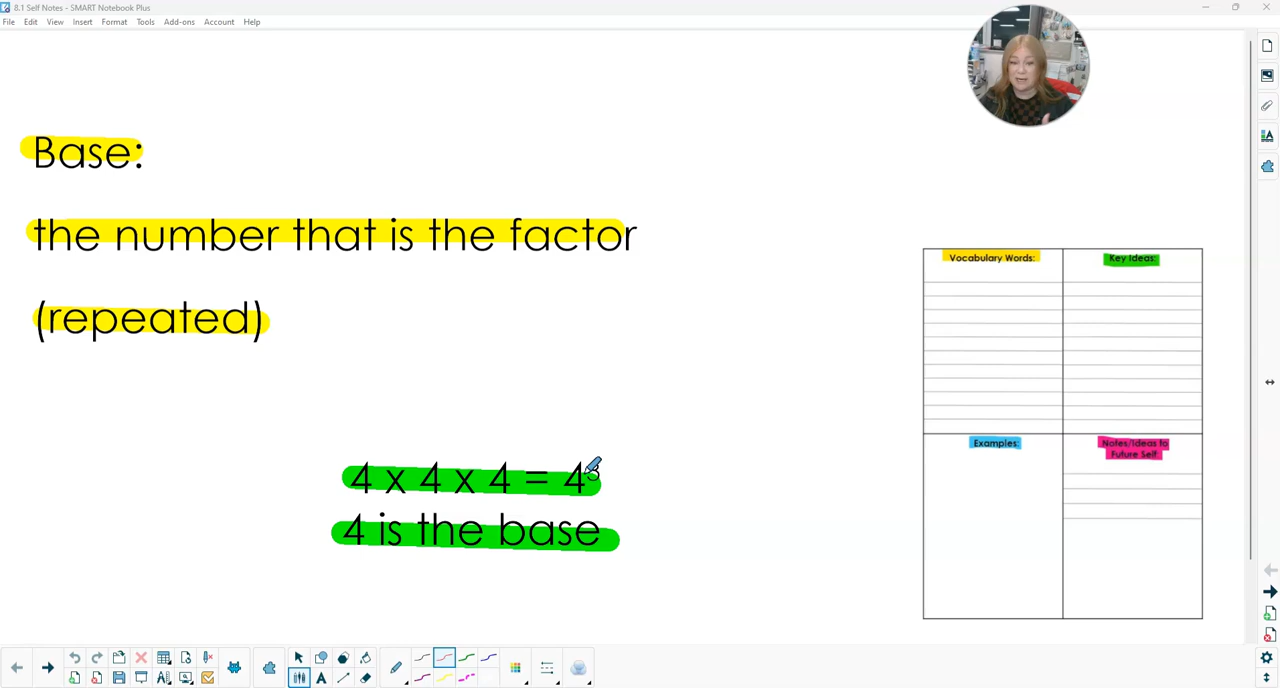 8.1 Self Notes - SMART Notebook Plus
File Edit View Insert Format Tools Add-ons Account Help
Base:
the number that is the factor
(repeated)
4 x 4 x 4 = 4³
4 is the base
Vocabulary Words:
Key Ideas:
Examples:
Notes/Ideas to
Future Self: